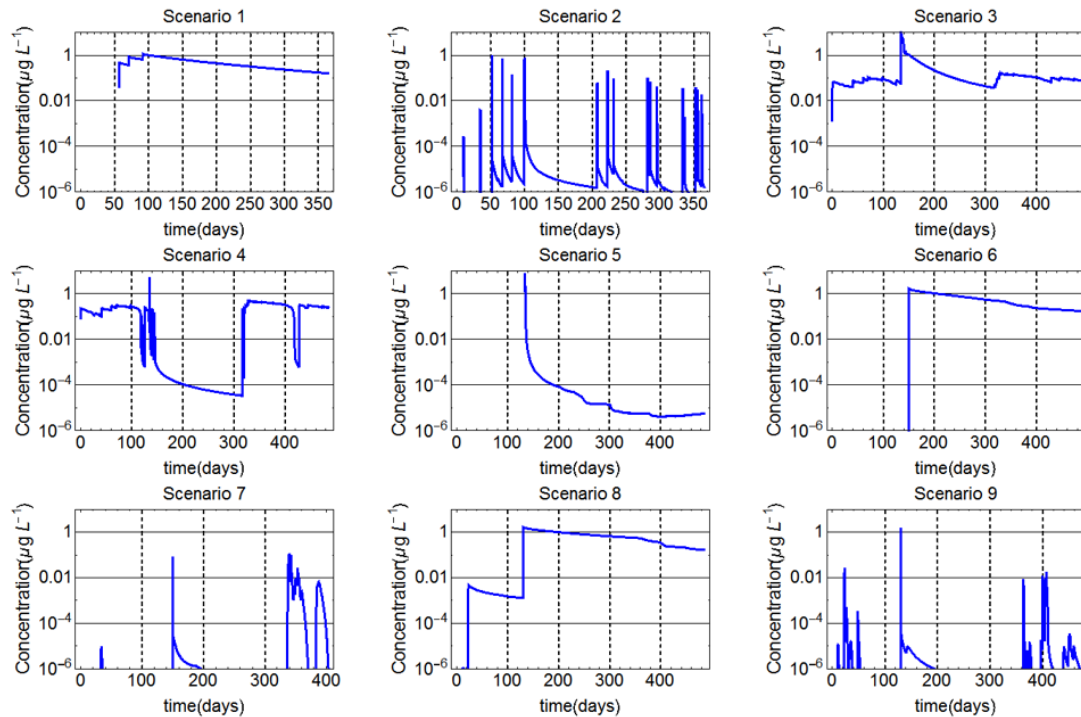 Scenario 1
Concentration(µg L⁻¹)
1
0.01
10⁻⁴
10⁻⁶
0 50 100 150 200 250 300 350
time(days)
Scenario 2
Concentration(µg L⁻¹)
1
0.01
10⁻⁴
10⁻⁶
0 50 100 150 200 250 300 350
time(days)
Scenario 3
Concentration(µg L⁻¹)
1
0.01
10⁻⁴
10⁻⁶
0 100 200 300 400
time(days)
Scenario 4
Concentration(µg L⁻¹)
1
0.01
10⁻⁴
10⁻⁶
0 100 200 300 400
time(days)
Scenario 5
Concentration(µg L⁻¹)
1
0.01
10⁻⁴
10⁻⁶
0 100 200 300 400
time(days)
Scenario 6
Concentration(µg L⁻¹)
1
0.01
10⁻⁴
10⁻⁶
0 100 200 300 400
time(days)
Scenario 7
Concentration(µg L⁻¹)
1
0.01
10⁻⁴
10⁻⁶
0 100 200 300 400
time(days)
Scenario 8
Concentration(µg L⁻¹)
1
0.01
10⁻⁴
10⁻⁶
0 100 200 300 400
time(days)
Scenario 9
Concentration(µg L⁻¹)
1
0.01
10⁻⁴
10⁻⁶
0 100 200 300 400
time(days)